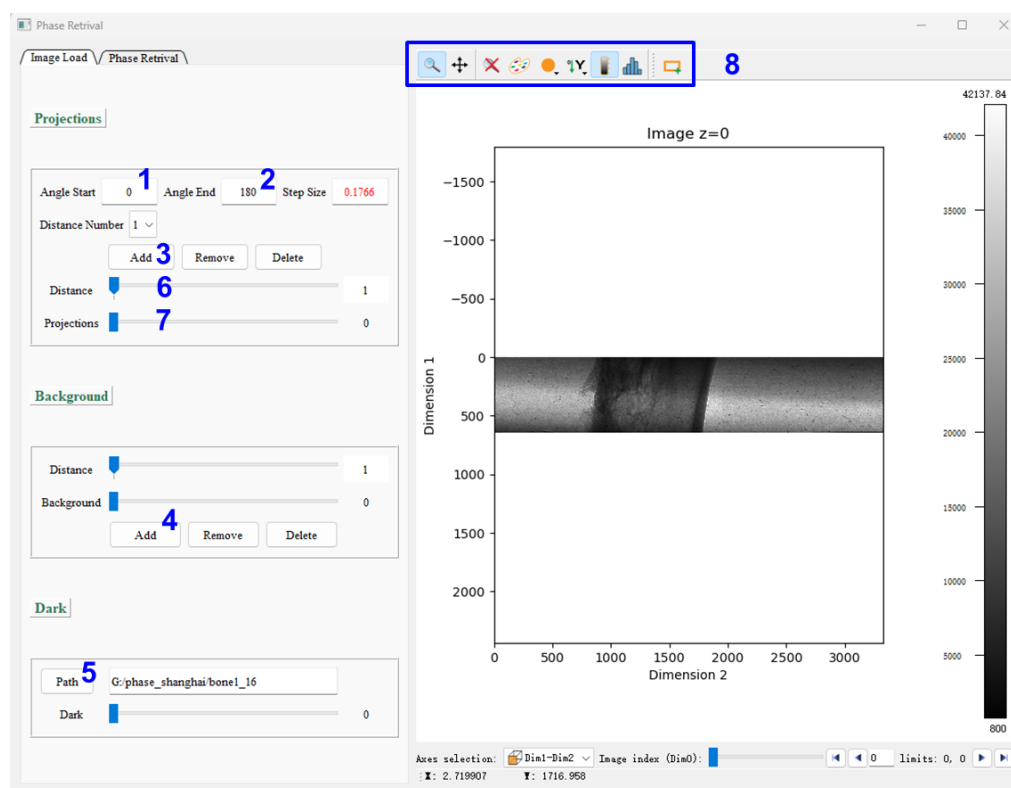 Phase Retrival
Image Load
Phase Retrival
8
Projections
Angle Start 0 1 Angle End 180 2 Step Size 0.1766
Distance Number 1
Add 3 Remove Delete
Distance 6 1
Projections 7 0
Background
Distance 1
Background 0
Add 4 Remove Delete
Dark
Path 5 G:/phase_shanghai/bone1_16
Dark 0
Image z=0
−1500
−1000
−500
0
500
1000
1500
2000
Dimension 1
0 500 1000 1500 2000 2500 3000
Dimension 2
42137.84
40000
35000
30000
25000
20000
15000
10000
5000
800
Axes selection: Dim1-Dim2 Image index (Dim0): 0 limits: 0, 0
X: 2.719907 Y: 1716.958